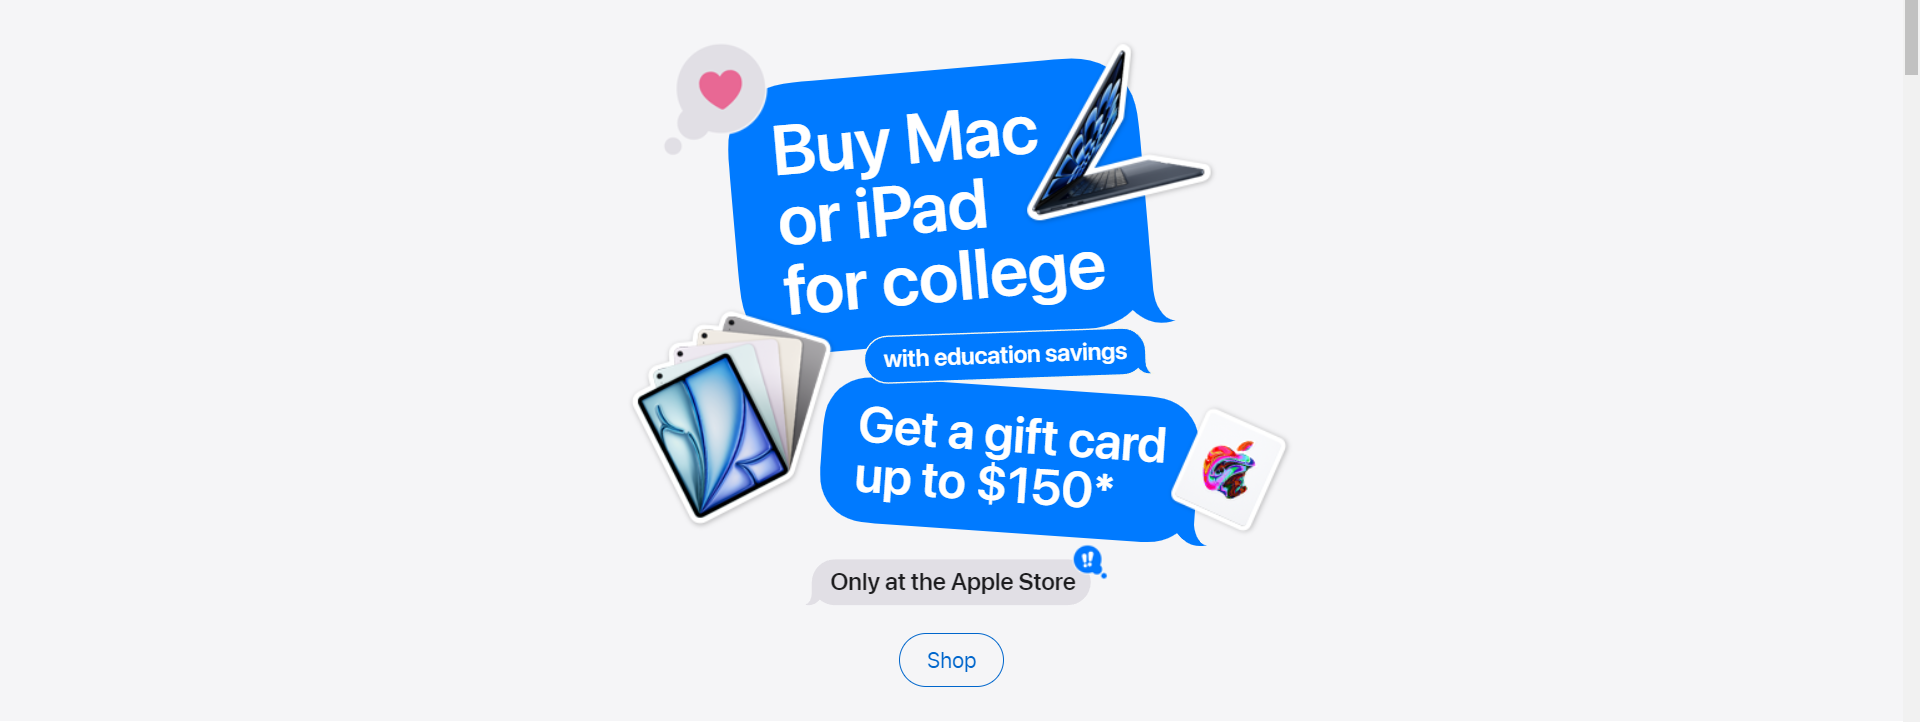 Buy Mac
or iPad
for college
with education savings
Get a gift card
up to $150*
Only at the Apple Store
!!
Shop